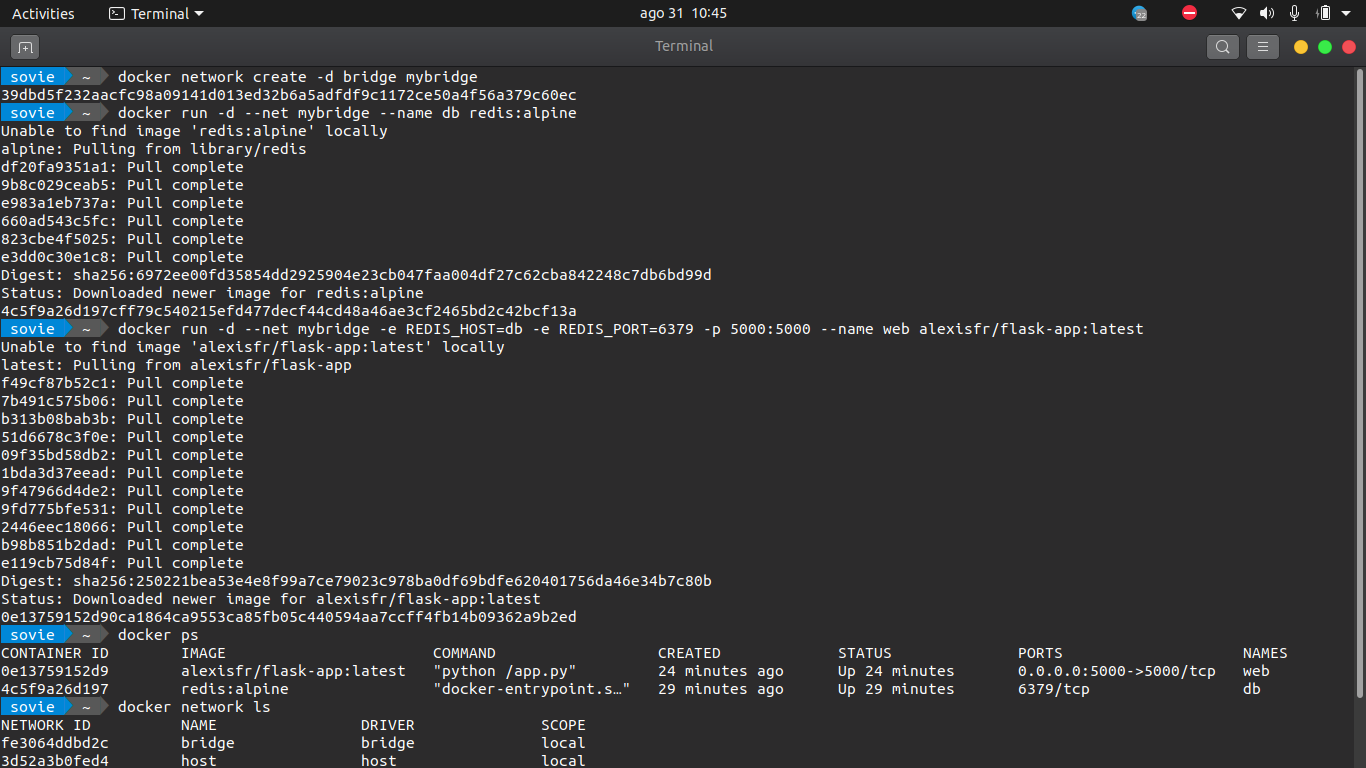 Activities Terminal ago 31 10:45 22
Terminal
sovie ~ docker network create -d bridge mybridge
39dbd5f232aacfc98a09141d013ed32b6a5adfdf9c1172ce50a4f56a379c60ec
sovie ~ docker run -d --net mybridge --name db redis:alpine
Unable to find image 'redis:alpine' locally
alpine: Pulling from library/redis
df20fa9351a1: Pull complete
9b8c029ceab5: Pull complete
e983a1eb737a: Pull complete
660ad543c5fc: Pull complete
823cbe4f5025: Pull complete
e3dd0c30e1c8: Pull complete
Digest: sha256:6972ee00fd35854dd2925904e23cb047faa004df27c62cba842248c7db6bd99d
Status: Downloaded newer image for redis:alpine
4c5f9a26d197cff79c540215efd477decf44cd48a46ae3cf2465bd2c42bcf13a
sovie ~ docker run -d --net mybridge -e REDIS_HOST=db -e REDIS_PORT=6379 -p 5000:5000 --name web alexisfr/flask-app:latest
Unable to find image 'alexisfr/flask-app:latest' locally
latest: Pulling from alexisfr/flask-app
f49cf87b52c1: Pull complete
7b491c575b06: Pull complete
b313b08bab3b: Pull complete
51d6678c3f0e: Pull complete
09f35bd58db2: Pull complete
1bda3d37eead: Pull complete
9f47966d4de2: Pull complete
9fd775bfe531: Pull complete
2446eec18066: Pull complete
b98b851b2dad: Pull complete
e119cb75d84f: Pull complete
Digest: sha256:250221bea53e4e8f99a7ce79023c978ba0df69bdfe620401756da46e34b7c80b
Status: Downloaded newer image for alexisfr/flask-app:latest
0e13759152d90ca1864ca9553ca85fb05c440594aa7ccff4fb14b09362a9b2ed
sovie ~ docker ps
CONTAINER ID IMAGE COMMAND CREATED STATUS PORTS NAMES
0e13759152d9 alexisfr/flask-app:latest "python /app.py" 24 minutes ago Up 24 minutes 0.0.0.0:5000->5000/tcp web
4c5f9a26d197 redis:alpine "docker-entrypoint.s…" 29 minutes ago Up 29 minutes 6379/tcp db
sovie ~ docker network ls
NETWORK ID NAME DRIVER SCOPE
fe3064ddbd2c bridge bridge local
3d52a3b0fed4 host host local